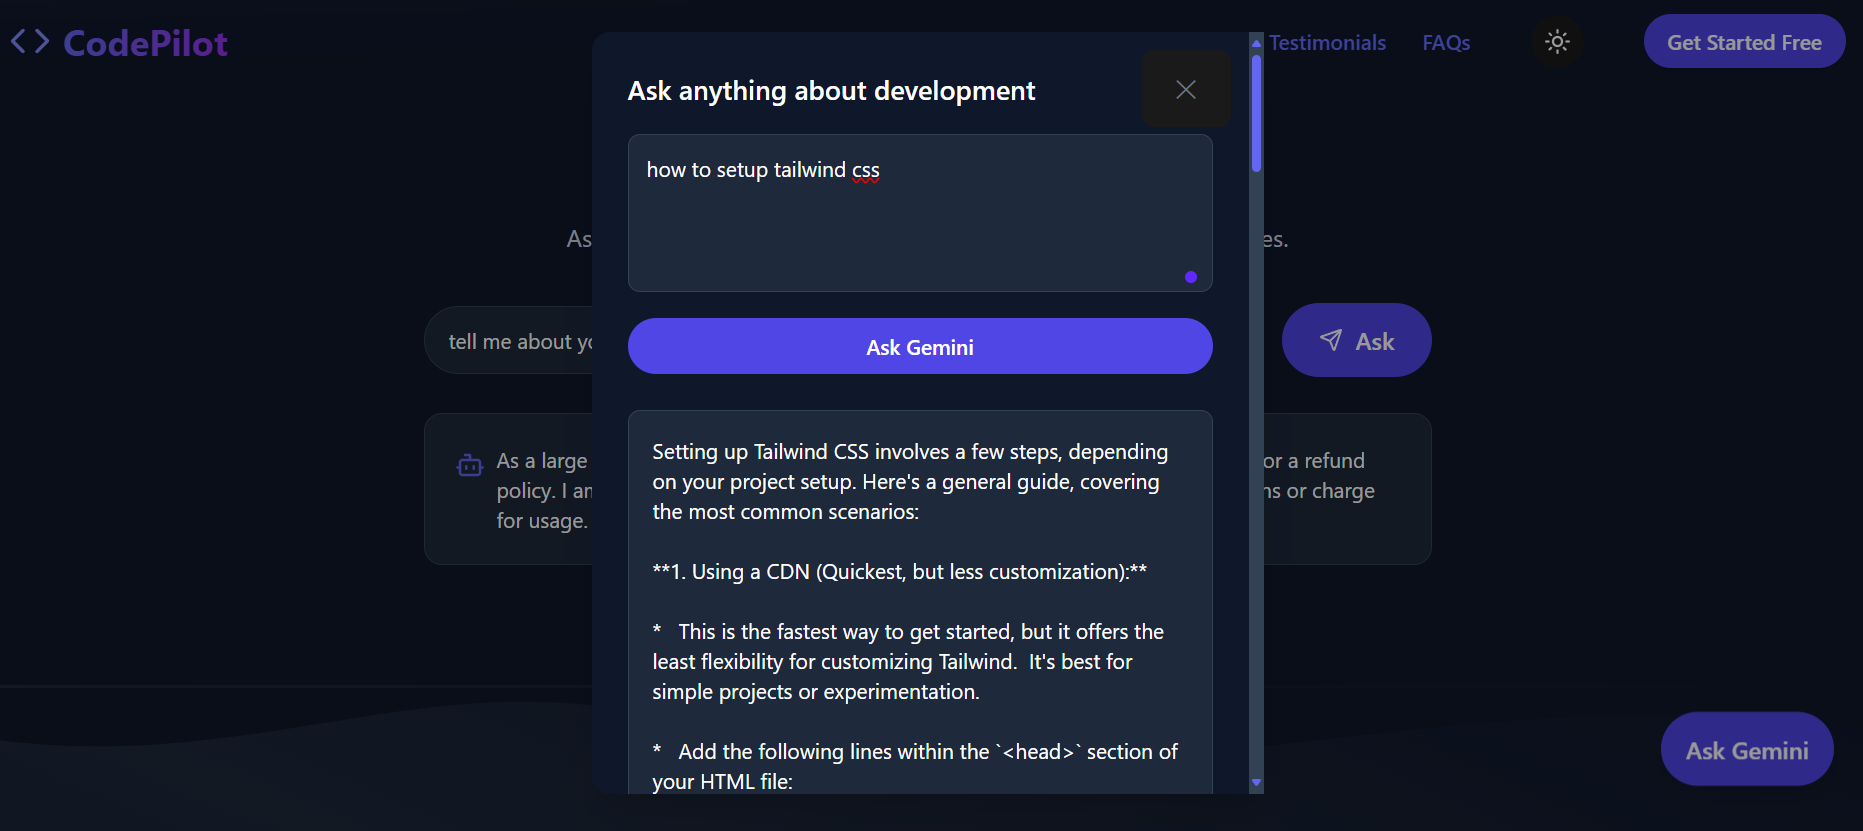 CodePilot
Testimonials
FAQs
Get Started Free
Ask anything about development
how to setup tailwind css
As
es.
Ask Gemini
tell me about yo
Ask
As a large
or a refund
policy. I
ns or charge
for usage.
Setting up Tailwind CSS involves a few steps, depending
on your project setup. Here's a general guide, covering
the most common scenarios:
**1. Using a CDN (Quickest, but less customization):**
*   This is the fastest way to get started, but it offers the
least flexibility for customizing Tailwind.  It's best for
simple projects or experimentation.
*   Add the following lines within the `<head>` section of
your HTML file:
Ask Gemini